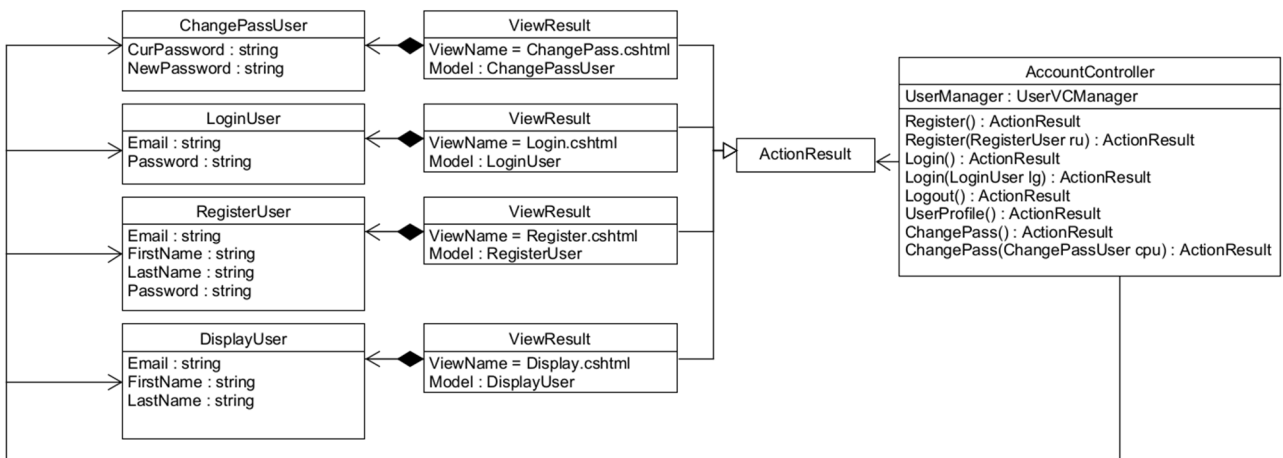 ChangePassUser
CurPassword : string
NewPassword : string
ViewResult
ViewName = ChangePass.cshtml
Model : ChangePassUser
LoginUser
Email : string
Password : string
ViewResult
ViewName = Login.cshtml
Model : LoginUser
RegisterUser
Email : string
FirstName : string
LastName : string
Password : string
ViewResult
ViewName = Register.cshtml
Model : RegisterUser
DisplayUser
Email : string
FirstName : string
LastName : string
ViewResult
ViewName = Display.cshtml
Model : DisplayUser
ActionResult
AccountController
UserManager : UserVCManager
Register() : ActionResult
Register(RegisterUser ru) : ActionResult
Login() : ActionResult
Login(LoginUser lg) : ActionResult
Logout() : ActionResult
UserProfile() : ActionResult
ChangePass() : ActionResult
ChangePass(ChangePassUser cpu) : ActionResult